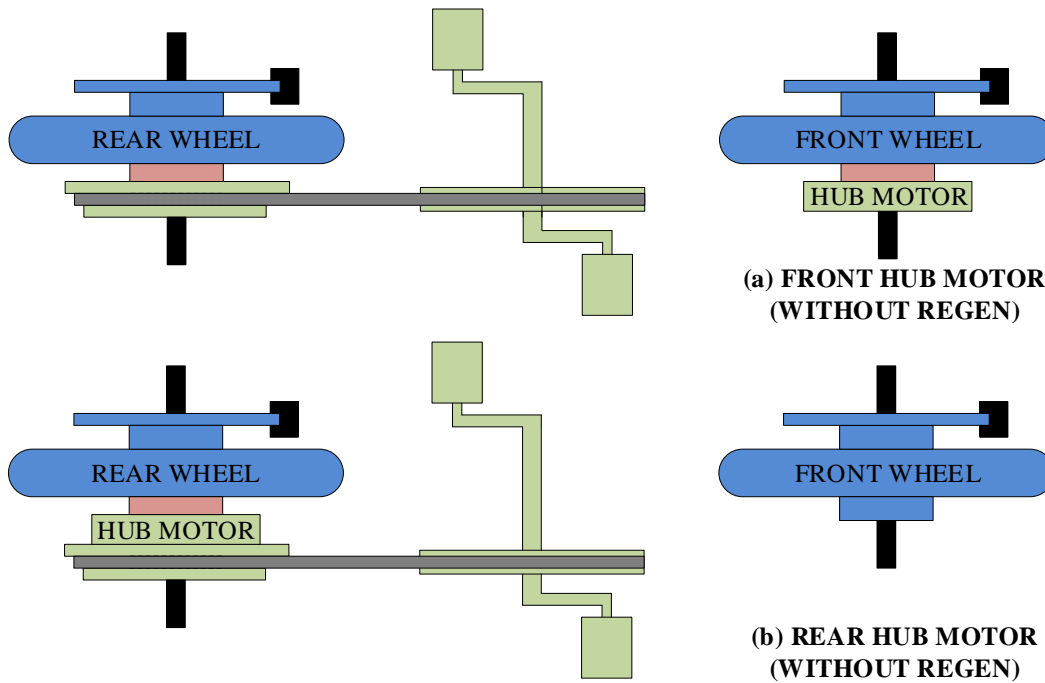 REAR WHEEL
FRONT WHEEL
HUB MOTOR
(a) FRONT HUB MOTOR
(WITHOUT REGEN)
REAR WHEEL
FRONT WHEEL
HUB MOTOR
(b) REAR HUB MOTOR
(WITHOUT REGEN)